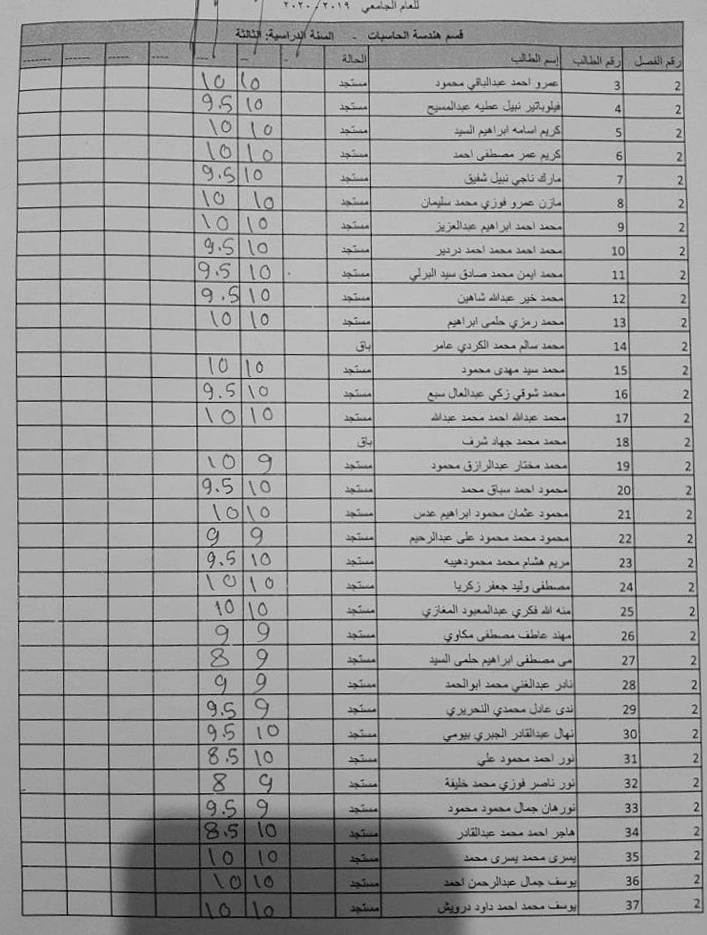 للعام الجامعي ٢٠١٩ - ٢٠٢٠
قسم هندسة الحاسبات - السنة الدراسية: الثالثة
رقم الفصل رقم الطالب إسم الطالب الحالة
2 3 عمرو احمد عبدالباقي محمود مستجد 10 10
2 4 فيلوباتير نبيل عطيه عبدالمسيح مستجد 10 9.5
2 5 كريم اسامه ابراهيم السيد مستجد 10 10
2 6 كريم عمر مصطفى احمد مستجد 10 10
2 7 مارك ناجي نبيل شفيق مستجد 10 9.5
2 8 مازن عمرو فوزي محمد سليمان مستجد 10 10
2 9 محمد احمد ابراهيم عبدالعزيز مستجد 10 10
2 10 محمد احمد محمد احمد دردير مستجد 10 9.5
2 11 محمد ايمن محمد صادق سيد البرلي مستجد 10 9.5
2 12 محمد خير عبدالله شاهين مستجد 10 9.5
2 13 محمد رمزي حلمى ابراهيم مستجد 10 10
2 14 محمد سالم محمد الكردي عامر باق
2 15 محمد سيد مهدى محمود مستجد 10 10
2 16 محمد شوقي زكي عبدالعال سبع مستجد 10 9.5
2 17 محمد عبدالله احمد محمد عبدالله مستجد 10 10
2 18 محمد محمد جهاد شرف باق
2 19 محمد مختار عبدالرازق محمود مستجد 9 10
2 20 محمود احمد سباق محمد مستجد 10 9.5
2 21 محمود عثمان محمود ابراهيم عدس مستجد 10 10
2 22 محمود محمد محمود على عبدالرحيم مستجد 9 9
2 23 مريم هشام محمد محمودهيبه مستجد 10 9.5
2 24 مصطفى وليد جعفر زكريا مستجد 10 10
2 25 منه الله فكري عبدالمعبود المغازي مستجد 10 10
2 26 مهند عاطف مصطفى مكاوي مستجد 9 9
2 27 مى مصطفى ابراهيم حلمى السيد مستجد 9 8
2 28 نادر عبدالغني محمد ابوالحمد مستجد 9 9
2 29 ندى عادل محمدي النحريري مستجد 9 9.5
2 30 نهال عبدالقادر الجبري بيومي مستجد 10 9.5
2 31 نور احمد محمود علي مستجد 10 8.5
2 32 نور ناصر فوزي محمد خليفة مستجد 9 8
2 33 نورهان جمال محمود محمود مستجد 9 9.5
2 34 هاجر احمد محمد عبدالقادر مستجد 10 8.5
2 35 يسرى محمد يسرى محمد مستجد 10 10
2 36 يوسف جمال عبدالرحمن احمد مستجد 10 10
2 37 يوسف محمد احمد داود درويش مستجد 10 10